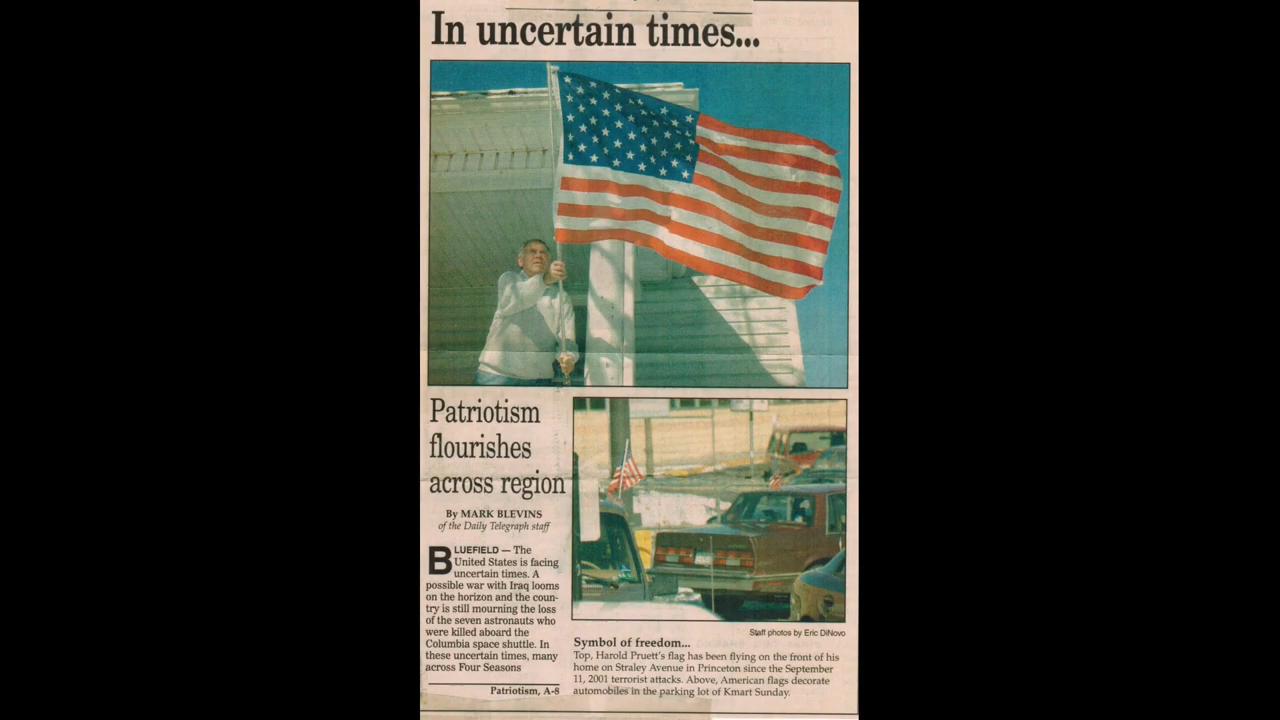 In uncertain times...
Patriotism
flourishes
across region
By MARK BLEVINS
of the Daily Telegraph staff
BLUEFIELD — The
United States is facing
uncertain times. A
possible war with Iraq looms
on the horizon and the coun-
try is still mourning the loss
of the seven astronauts who
were killed aboard the
Columbia space shuttle. In
these uncertain times, many
across Four Seasons
Patriotism, A-8
Staff photos by Eric DiNovo
Symbol of freedom...
Top, Harold Pruett's flag has been flying on the front of his
home on Straley Avenue in Princeton since the September
11, 2001 terrorist attacks. Above, American flags decorate
automobiles in the parking lot of Kmart Sunday.